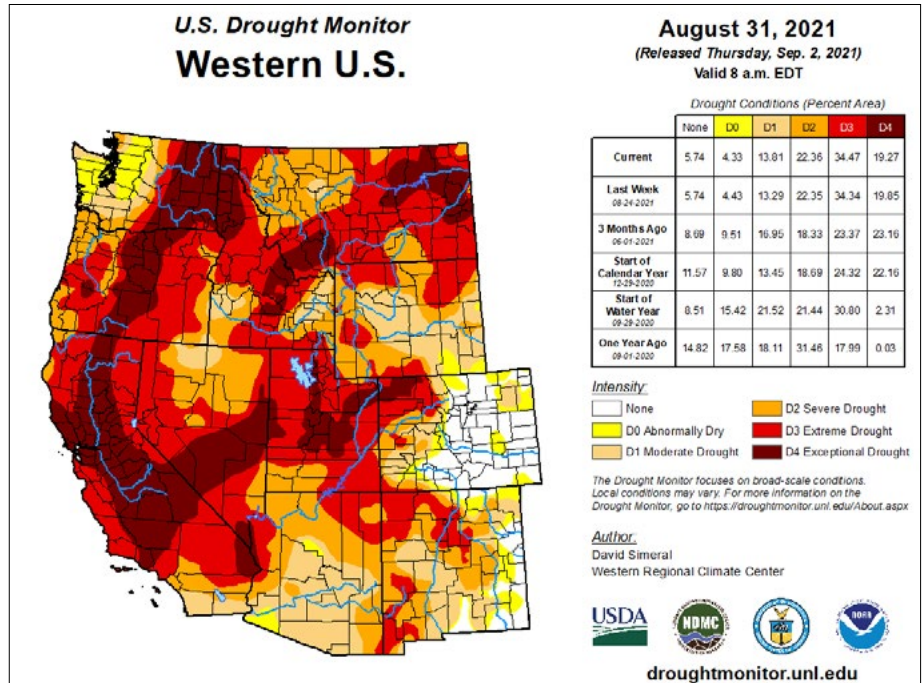 U.S. Drought Monitor
Western U.S.
August 31, 2021
(Released Thursday, Sep. 2, 2021)
Valid 8 a.m. EDT
Drought Conditions (Percent Area)
None D0 D1 D2 D3 D4
Current 5.74 4.33 13.81 22.36 34.47 19.27
Last Week 5.74 4.43 13.29 22.35 34.34 19.85
08-24-2021
3 Months Ago 8.69 9.51 16.95 18.33 23.37 23.16
06-01-2021
Start of
Calendar Year 11.57 9.80 13.45 18.69 24.32 22.16
12-29-2020
Start of
Water Year 8.51 15.42 21.52 21.44 30.80 2.31
09-29-2020
One Year Ago 14.82 17.58 18.11 31.46 17.99 0.03
09-01-2020
Intensity:
None
D0 Abnormally Dry
D1 Moderate Drought
D2 Severe Drought
D3 Extreme Drought
D4 Exceptional Drought
The Drought Monitor focuses on broad-scale conditions.
Local conditions may vary. For more information on the
Drought Monitor, go to https://droughtmonitor.unl.edu/About.aspx
Author:
David Simeral
Western Regional Climate Center
USDA
NDMC
NOAA
droughtmonitor.unl.edu